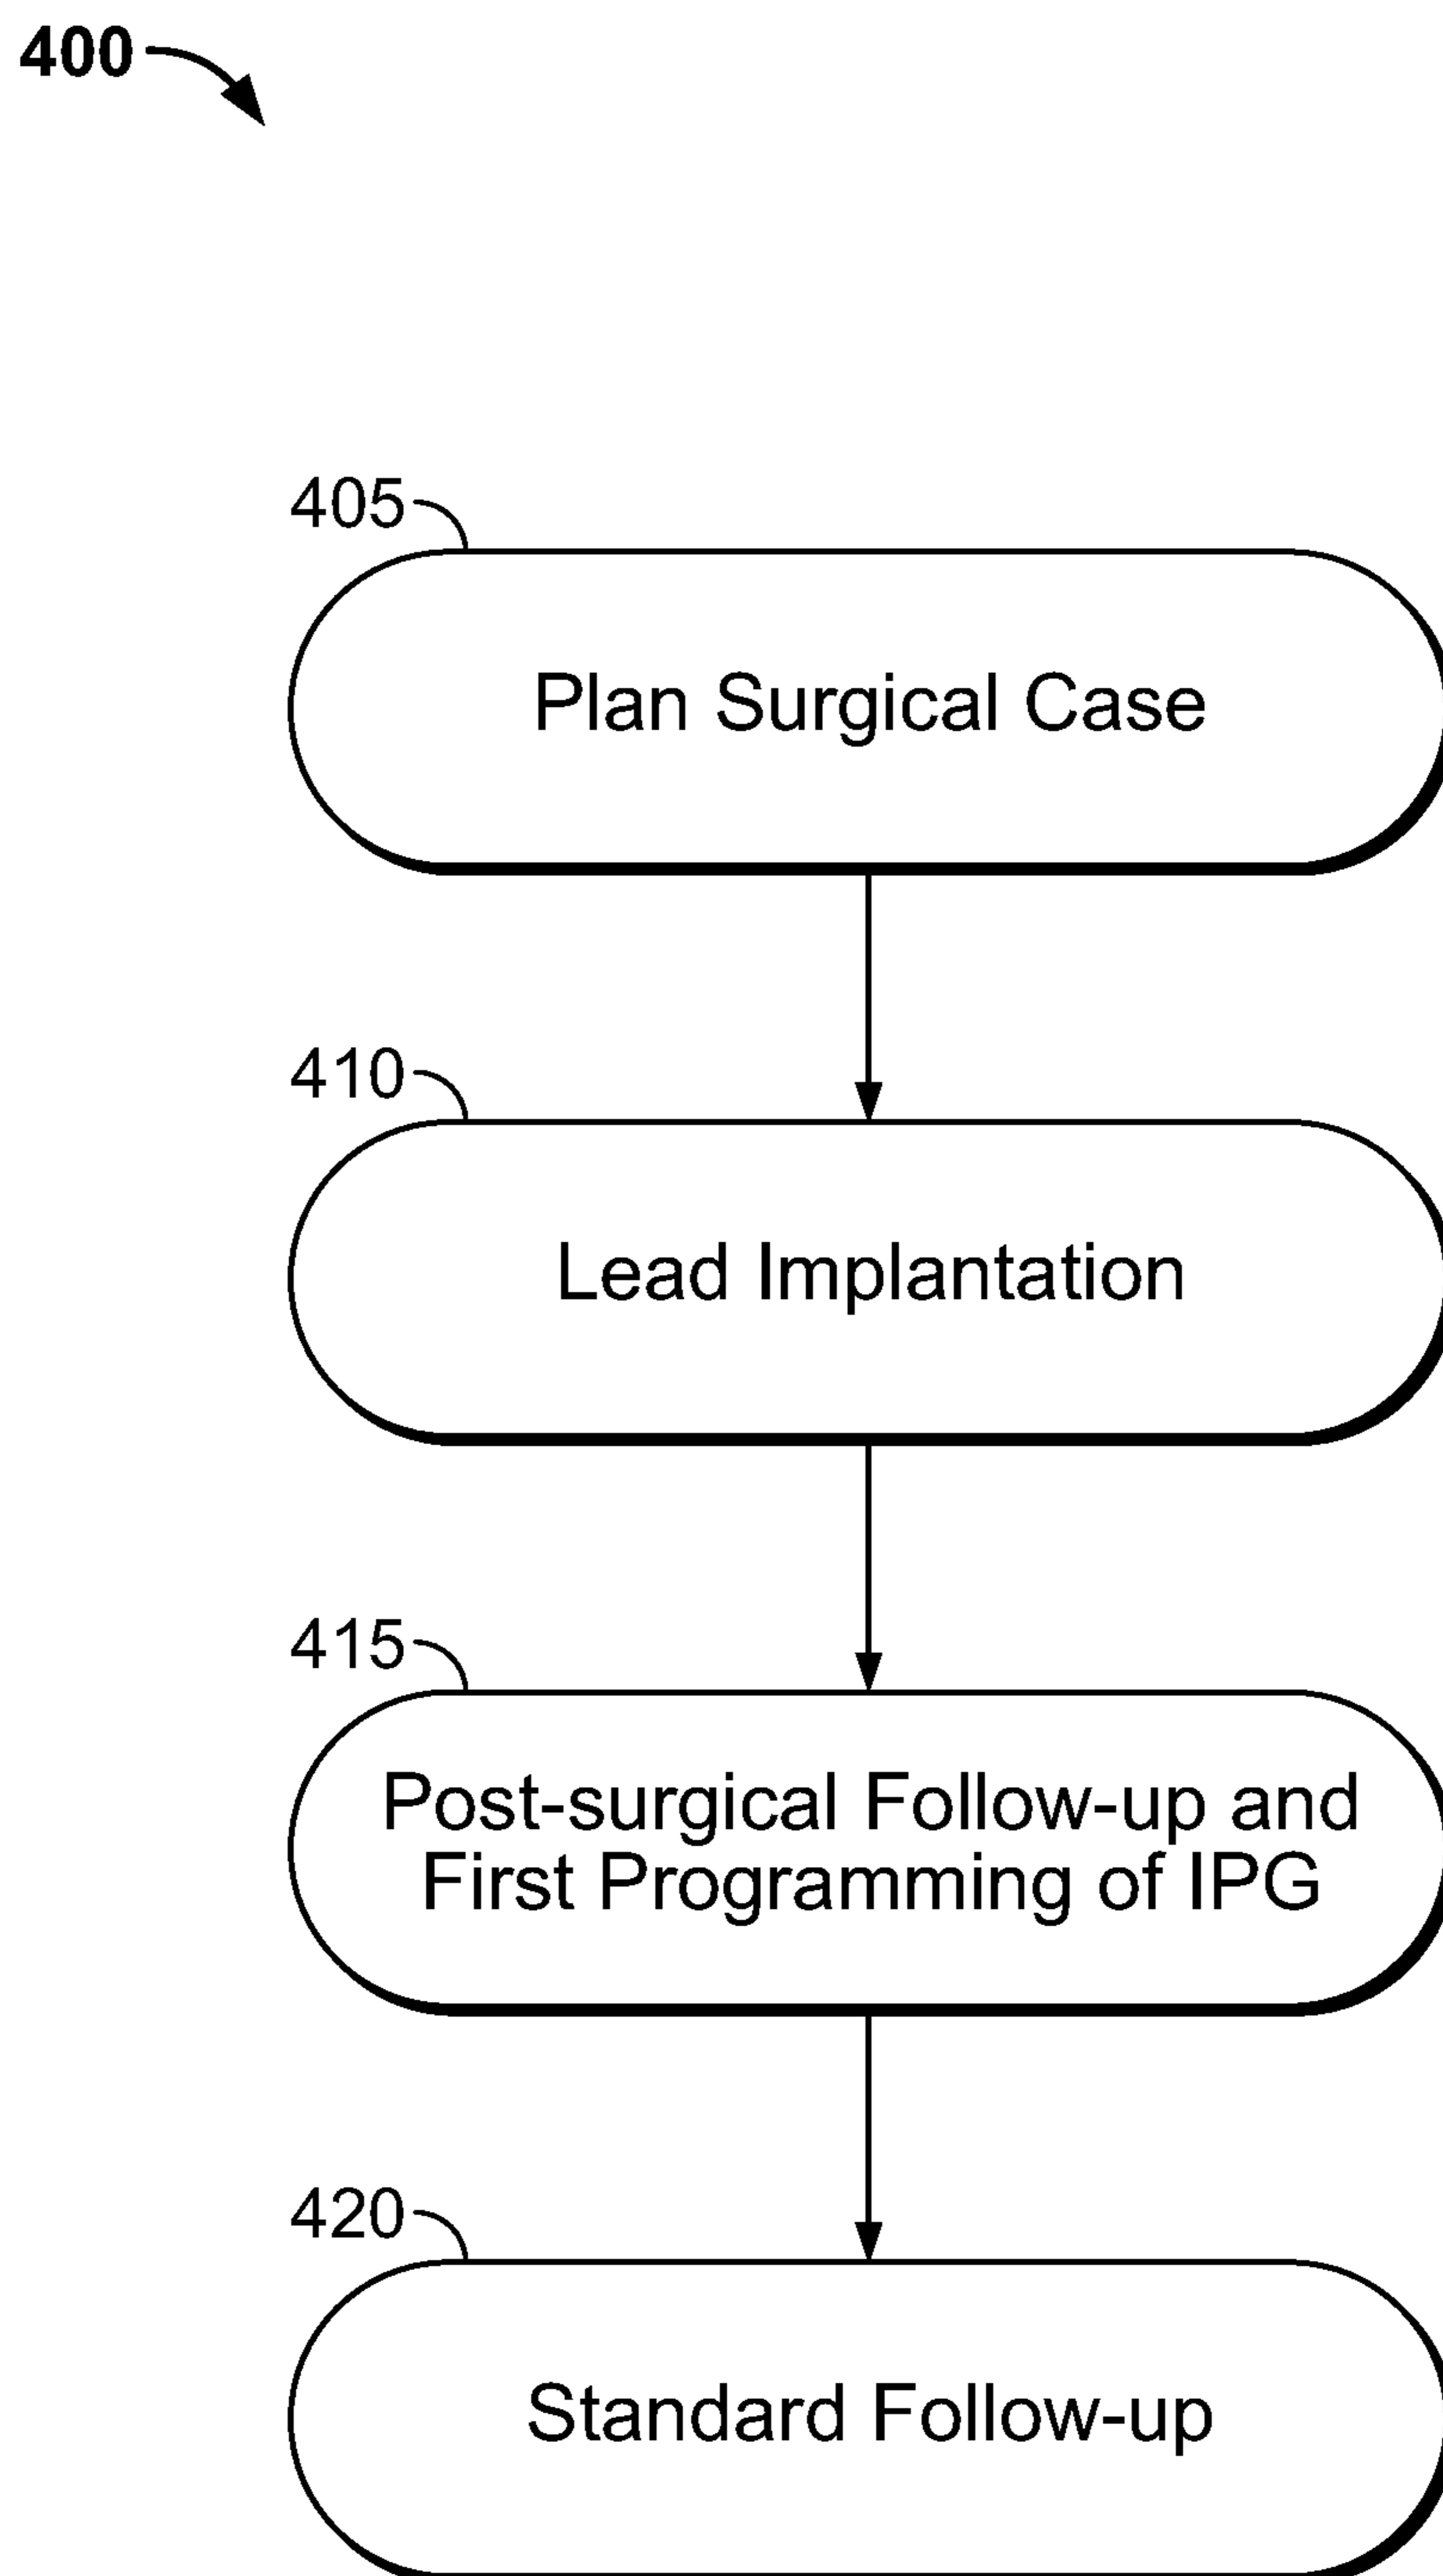 400
405
Plan Surgical Case
410
Lead Implantation
415
Post-surgical Follow-up and
First Programming of IPG
420
Standard Follow-up